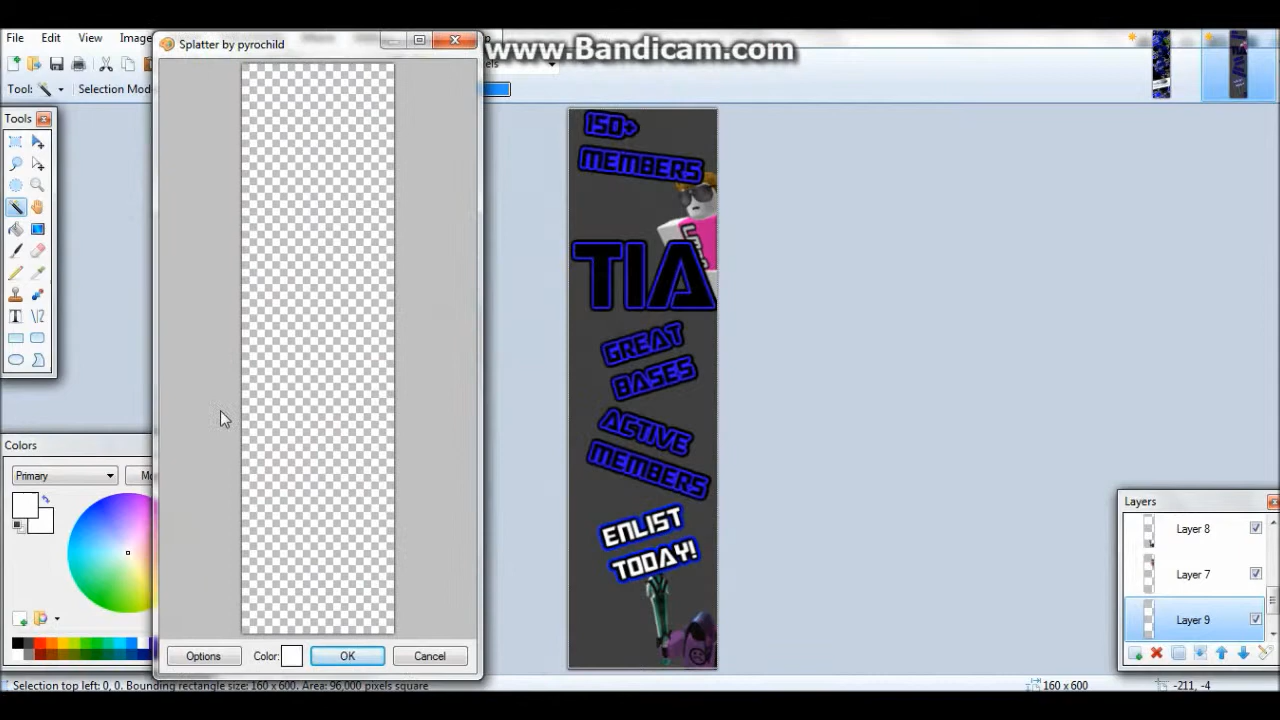 www.Bandicam.com
Splatter by pyrochild
File Edit View Image
Tool: Selection Mode
Tools
150+
MEMBERS
TIA
GREAT
BASES
ACTIVE
MEMBERS
ENLIST
TODAY!
Colors
Primary
Layers
Layer 8
Layer 7
Layer 9
Options Color: OK Cancel
Selection top left: 0, 0. Bounding rectangle size: 160 x 600. Area: 96,000 pixels square
160 x 600
-211, -4